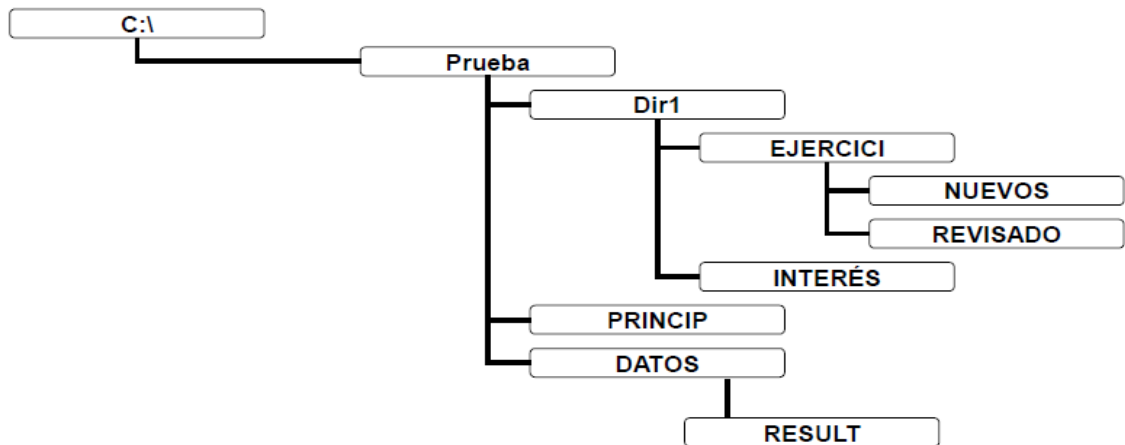 C:\
Prueba
Dir1
EJERCICI
NUEVOS
REVISADO
INTERÉS
PRINCIP
DATOS
RESULT